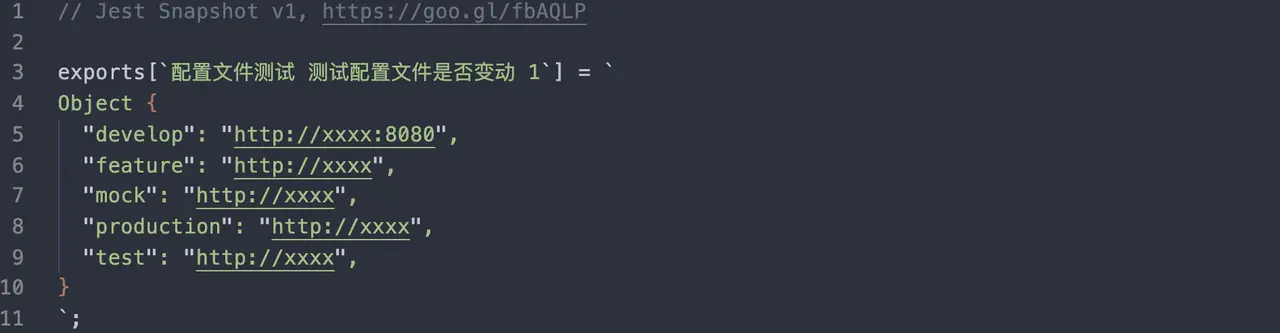 1 // Jest Snapshot v1, https://goo.gl/fbAQLP
2
3 exports[`配置文件测试 测试配置文件是否变动 1`] = `
4 Object {
5   "develop": "http://xxxx:8080",
6   "feature": "http://xxxx",
7   "mock": "http://xxxx",
8   "production": "http://xxxx",
9   "test": "http://xxxx",
10 }
11 `;